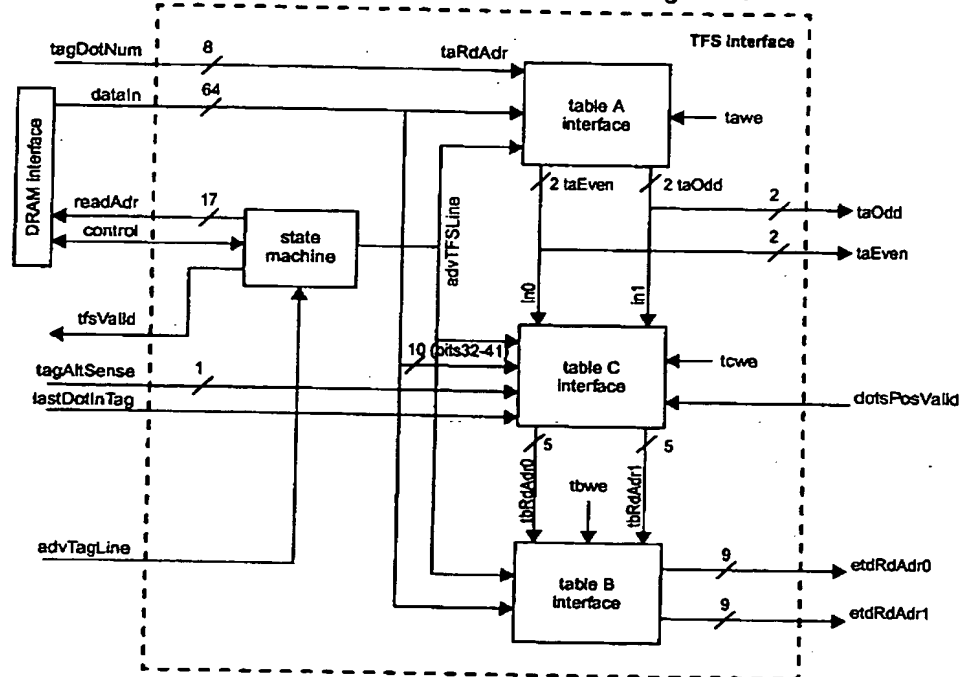 TFS Interface
tagDotNum
8
taRdAdr
dataIn
64
table A
interface
tawe
DRAM Interface
2 taEven
2 taOdd
readAdr
17
2
taOdd
control
state
machine
advTFSLine
2
taEven
in0
in1
tfsValid
10 (bits32-41)
table C
Interface
tcwe
tagAltSense
1
lastDotInTag
dotsPosValid
5
5
tbRdAdr0
tbwe
tbRdAdr1
advTagLine
table B
interface
9
etdRdAdr0
9
etdRdAdr1